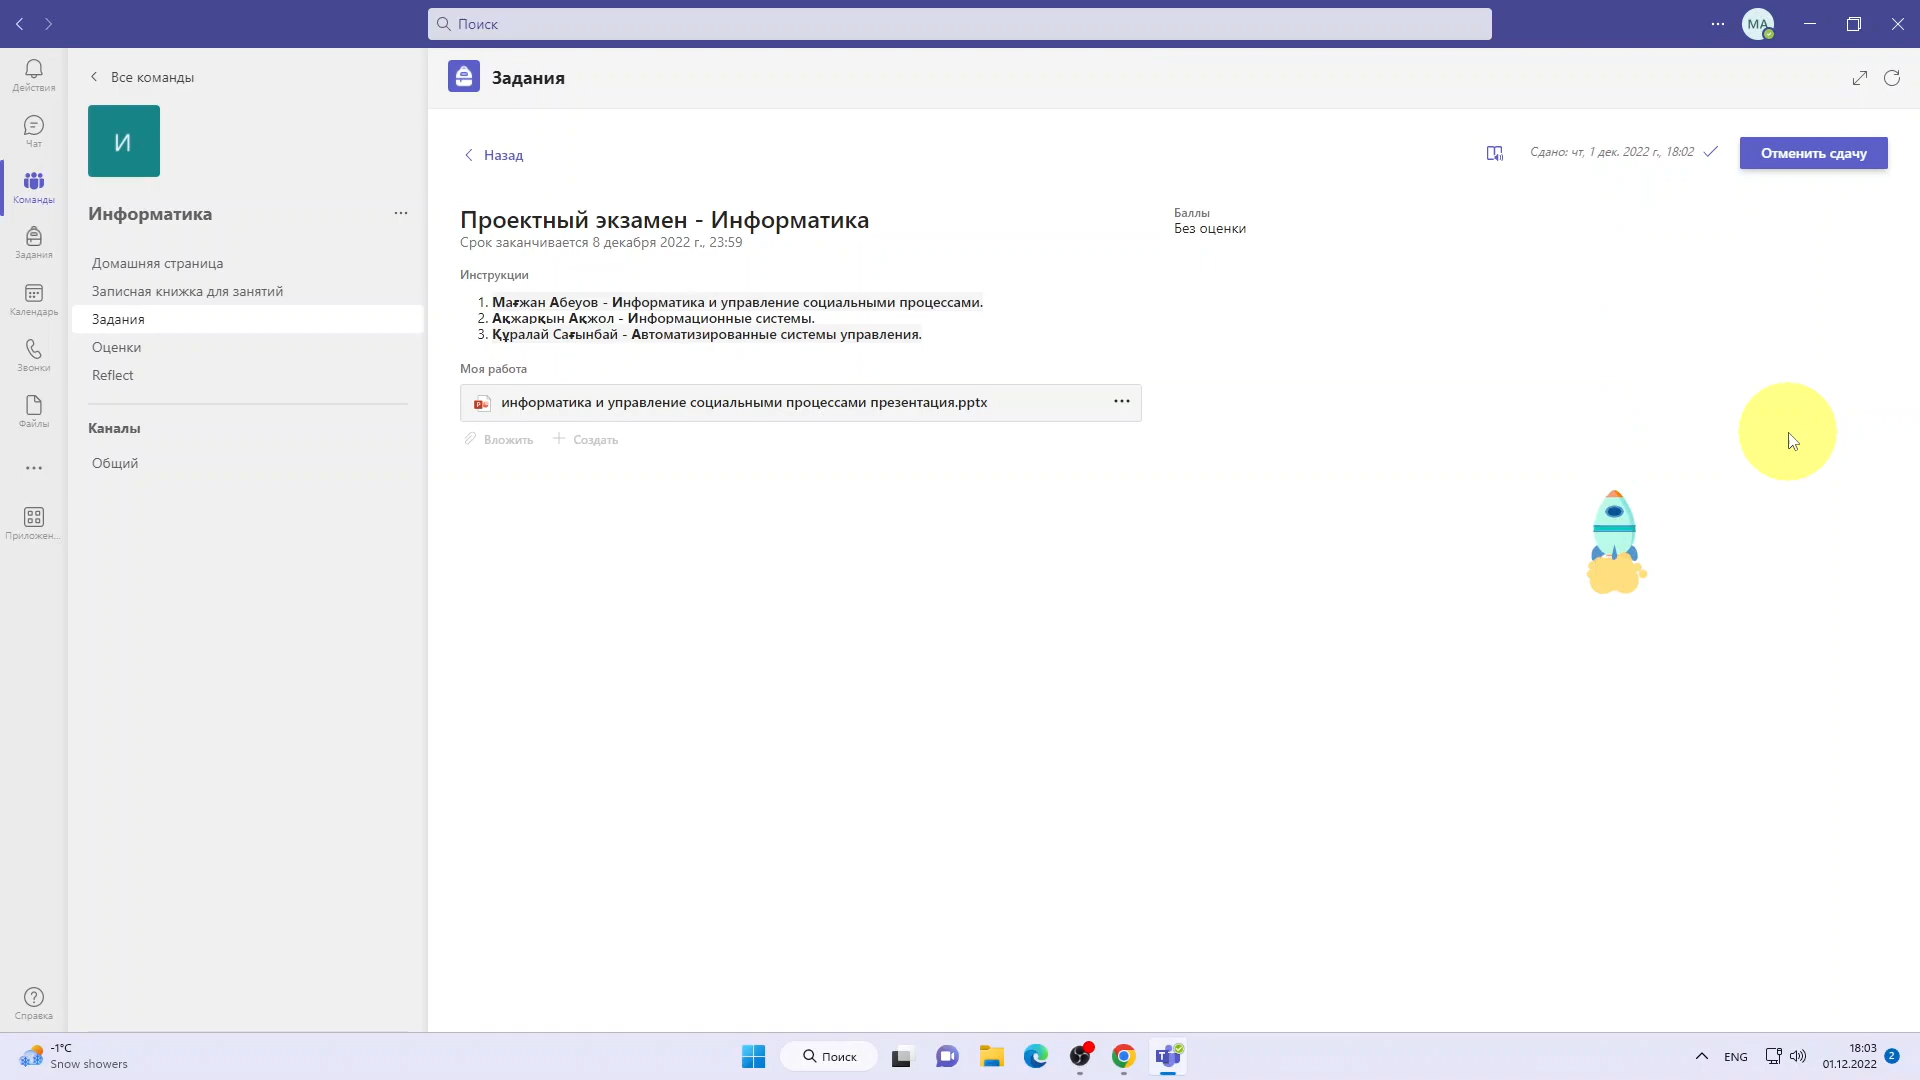 Поиск
MA
Действия
Чат
Команды
Задания
Календарь
Звонки
Файлы
Приложен...
Справка
Все команды
И
Информатика
Домашняя страница
Записная книжка для занятий
Задания
Оценки
Reflect
Каналы
Общий
Задания
Назад
Сдано: чт, 1 дек. 2022 г., 18:02
Отменить сдачу
Проектный экзамен - Информатика
Срок заканчивается 8 декабря 2022 г., 23:59
Баллы
Без оценки
Инструкции
1. Мағжан Абеуов - Информатика и управление социальными процессами.
2. Ақжарқын Ақжол - Информационные системы.
3. Құралай Сағынбай - Автоматизированные системы управления.
Моя работа
информатика и управление социальными процессами презентация.pptx
Вложить
Создать
-1°C
Snow showers
Поиск
ENG
18:03
01.12.2022
2